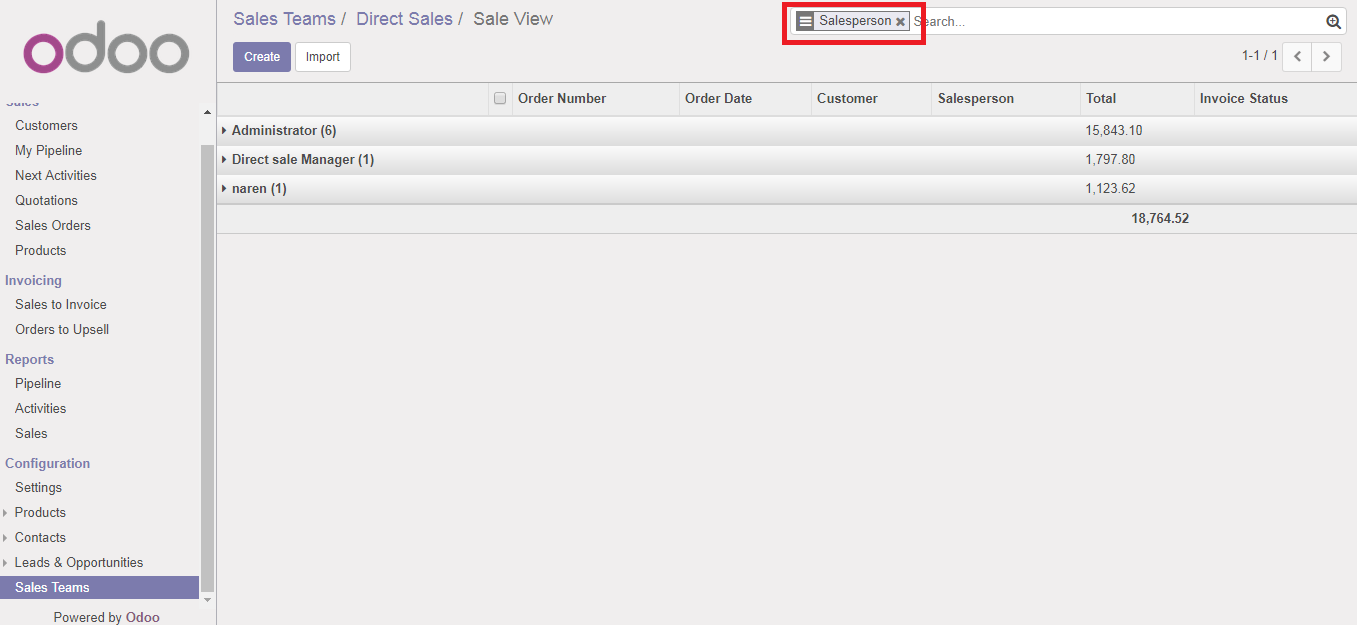 odoo
Sales
Customers
My Pipeline
Next Activities
Quotations
Sales Orders
Products
Invoicing
Sales to Invoice
Orders to Upsell
Reports
Pipeline
Activities
Sales
Configuration
Settings
Products
Contacts
Leads & Opportunities
Sales Teams
Powered by Odoo
Sales Teams / Direct Sales / Sale View
Salesperson Search...
Create Import
1-1 / 1
Order Number Order Date Customer Salesperson Total Invoice Status
Administrator (6) 15,843.10
Direct sale Manager (1) 1,797.80
naren (1) 1,123.62
18,764.52